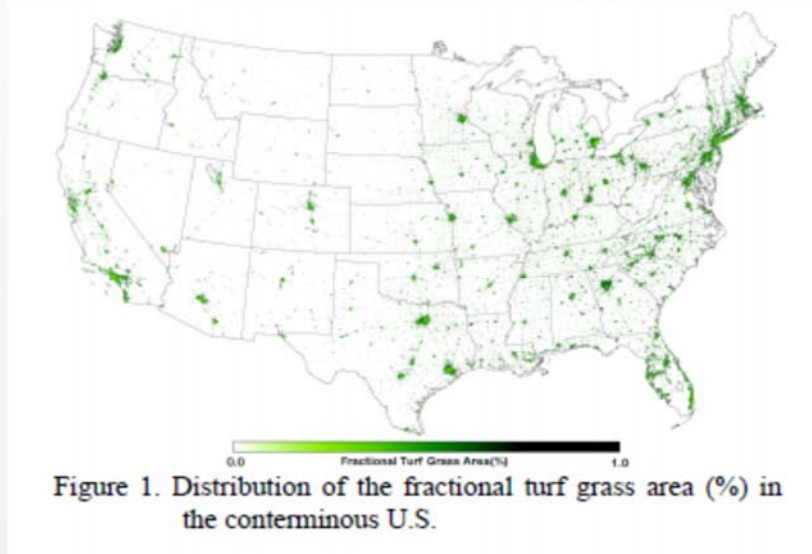 0.0 Fractional Turf Grass Area(%) 1.0
Figure 1. Distribution of the fractional turf grass area (%) in
the conterminous U.S.